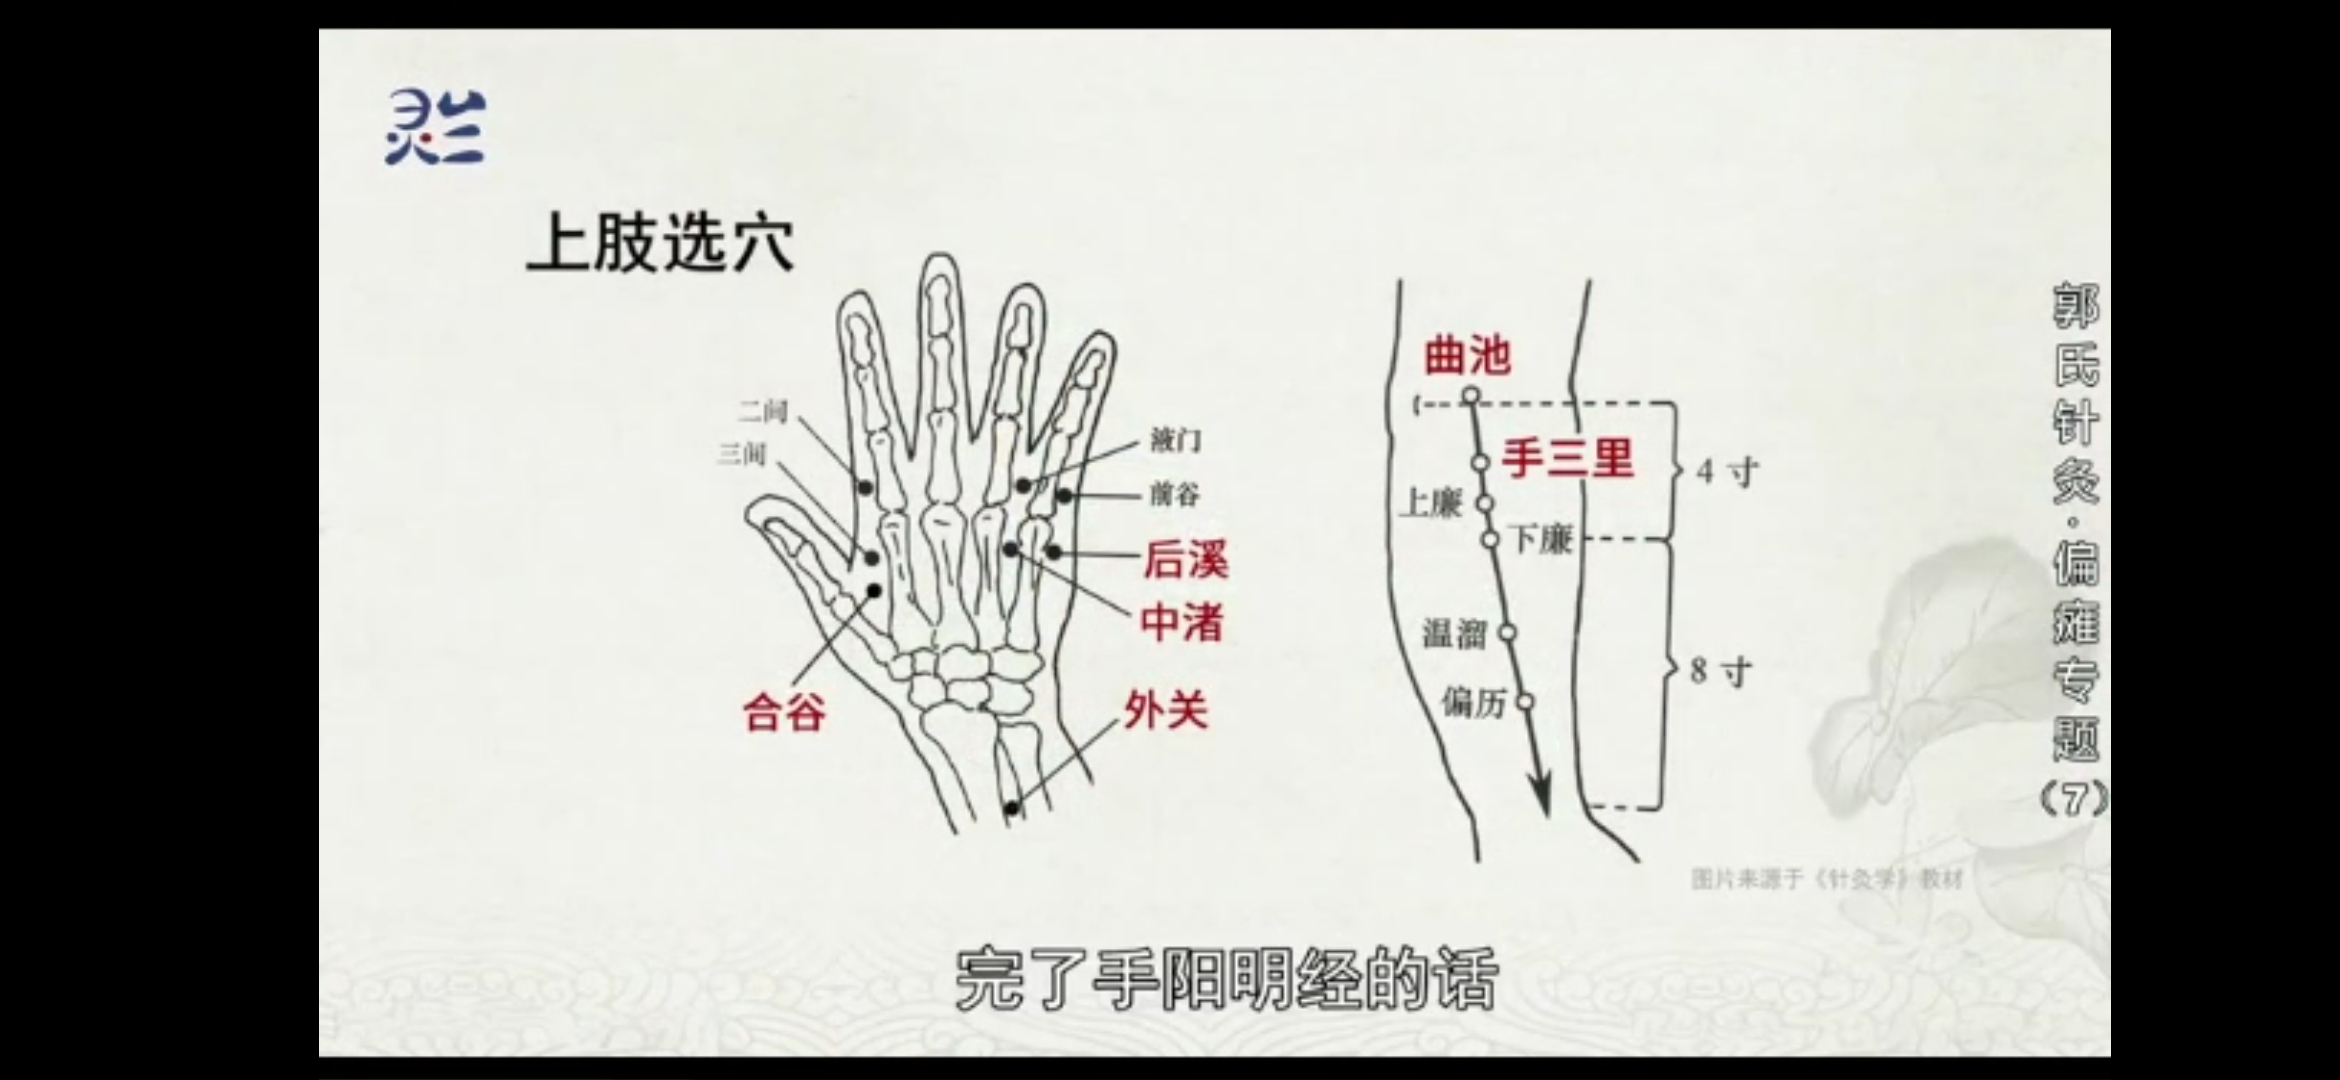 灵兰
上肢选穴
二间
三间
合谷
液门
前谷
后溪
中渚
外关
曲池
手三里
上廉
下廉
温溜
偏历
4 寸
8 寸
图片来源于《针灸学》教材
郭氏针灸。偏瘫专题（7）
完了手阳明经的话